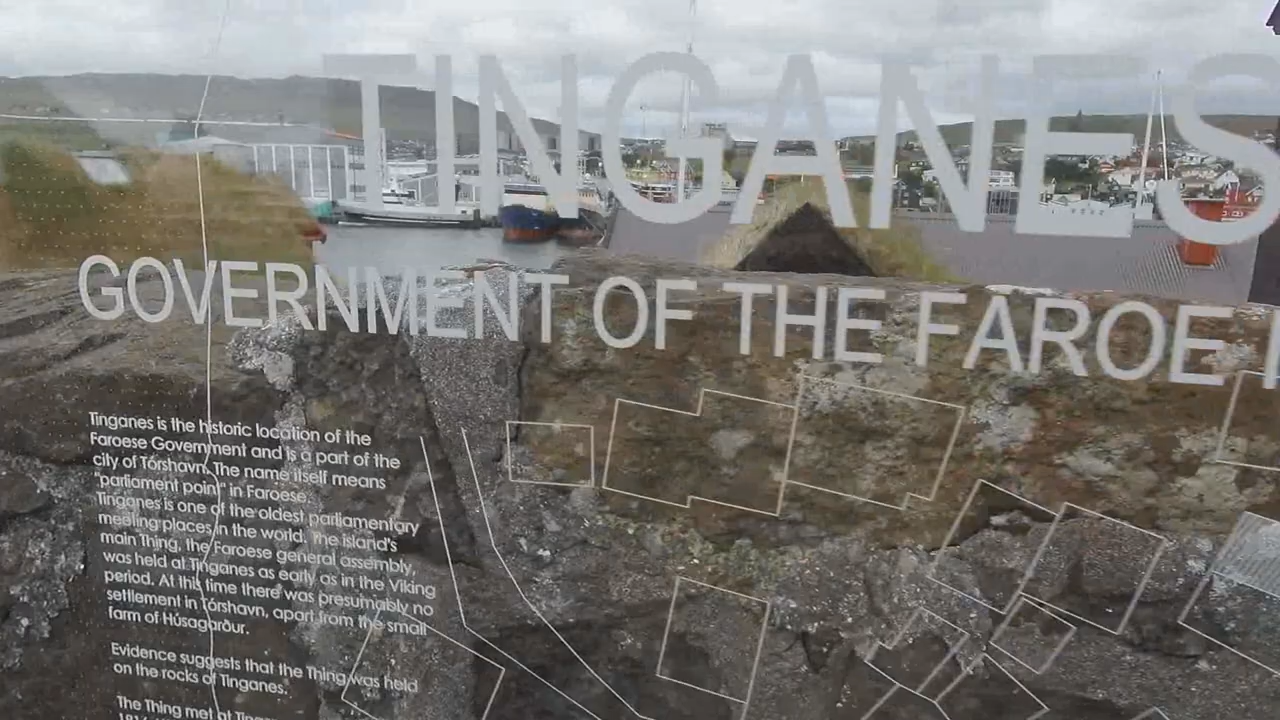 TINGANES
GOVERNMENT OF THE FAROE
Tinganes is the historic location of the
Faroese Government and is a part of the
city of Tórshavn. The name itself means
"parliament point" in Faroese.
Tinganes is one of the oldest parliamentary
meeting places in the world. The island's
main Thing, the Faroese general assembly,
was held at Tinganes as early as in the Viking
period. At this time there was presumably no
settlement in Tórshavn, apart from the small
farm of Húsagarður.
Evidence suggests that the Thing was held
on the rocks of Tinganes.
The Thing met at